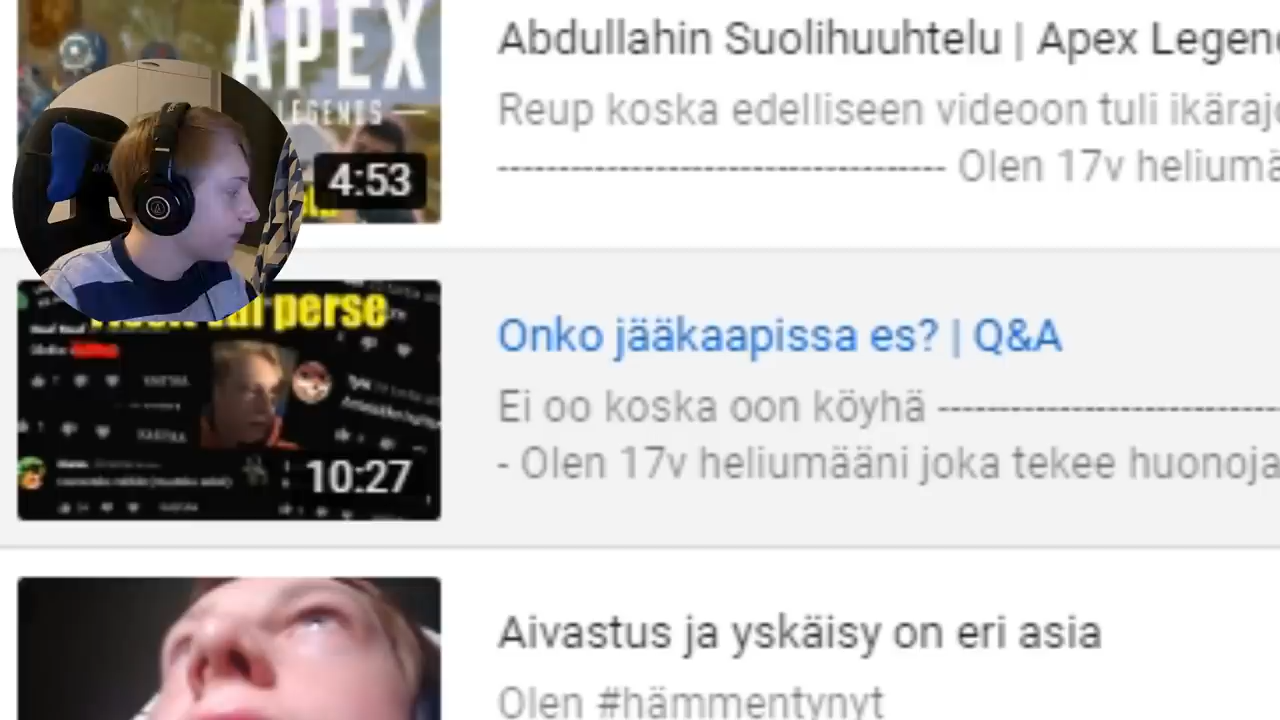 APEX
LEGENDS
4:53
Abdullahin Suolihuuhtelu | Apex Legen
Reup koska edelliseen videoon tuli ikäraj
------------------------------------ Olen 17v heliumä
perse
10:27
Onko jääkaapissa es? | Q&A
Ei oo koska oon köyhä ---------------------------
- Olen 17v heliumääni joka tekee huonoja
Aivastus ja yskäisy on eri asia
Olen #hämmentynyt